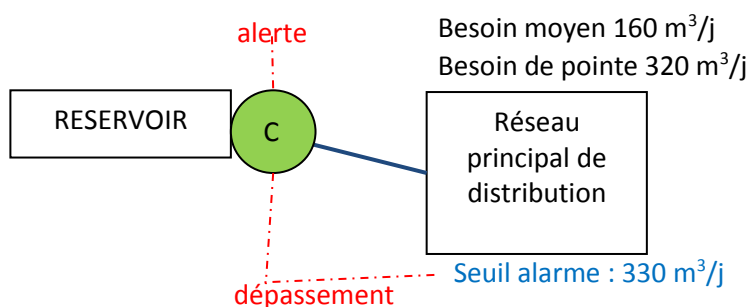 alerte
Besoin moyen 160 m³/j
Besoin de pointe 320 m³/j
RESERVOIR
C
Réseau
principal de
distribution
Seuil alarme : 330 m³/j
dépassement